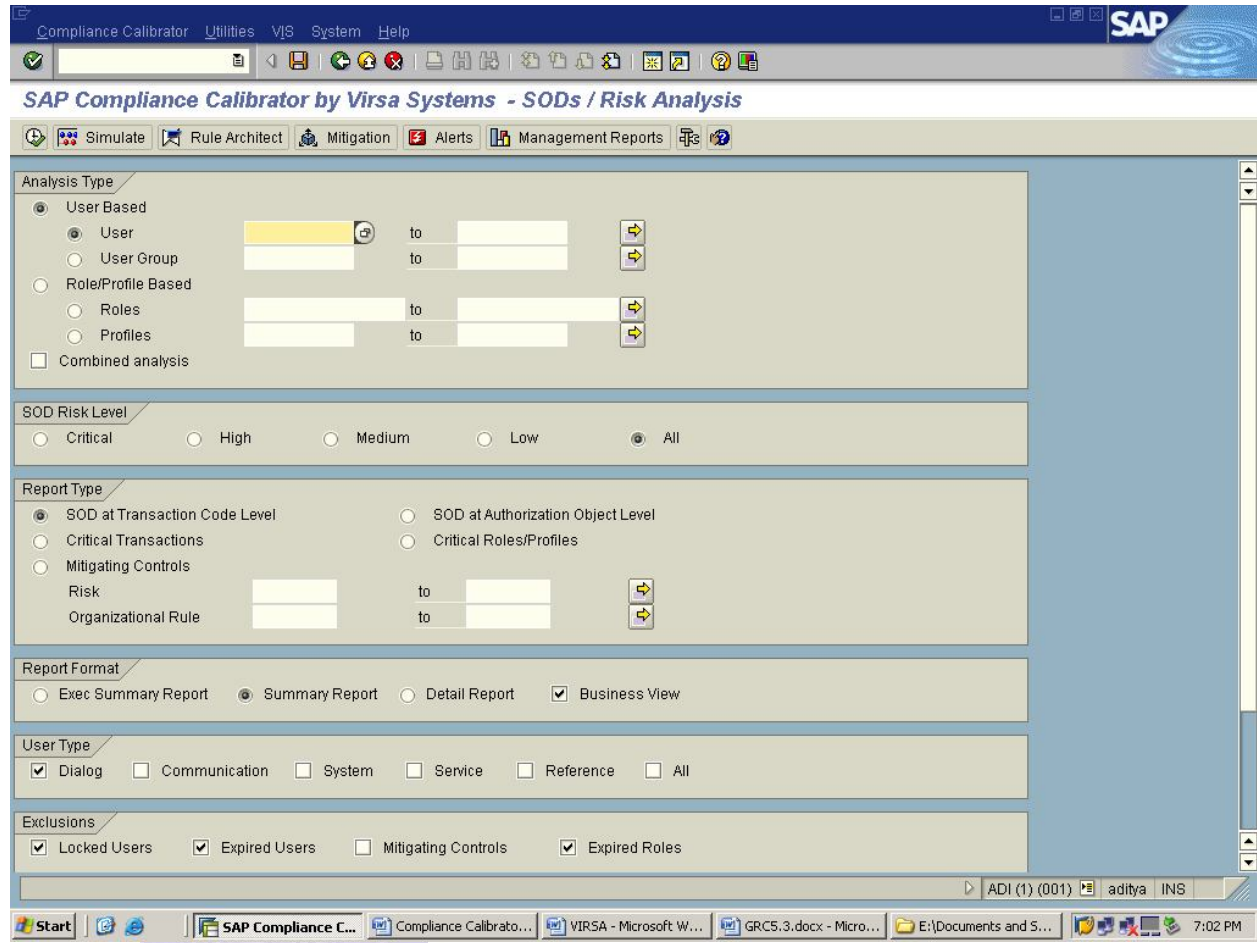 Compliance Calibrator Utilities VIS System Help
SAP
SAP Compliance Calibrator by Virsa Systems - SODs / Risk Analysis
Simulate Rule Architect Mitigation Alerts Management Reports
Analysis Type
User Based
User to
User Group to
Role/Profile Based
Roles to
Profiles to
Combined analysis
SOD Risk Level
Critical High Medium Low All
Report Type
SOD at Transaction Code Level SOD at Authorization Object Level
Critical Transactions Critical Roles/Profiles
Mitigating Controls
Risk to
Organizational Rule to
Report Format
Exec Summary Report Summary Report Detail Report Business View
User Type
Dialog Communication System Service Reference All
Exclusions
Locked Users Expired Users Mitigating Controls Expired Roles
ADI (1) (001) aditya INS
Start SAP Compliance C... Compliance Calibrato... VIRSA - Microsoft W... GRC5.3.docx - Micro... E:\Documents and S... 7:02 PM